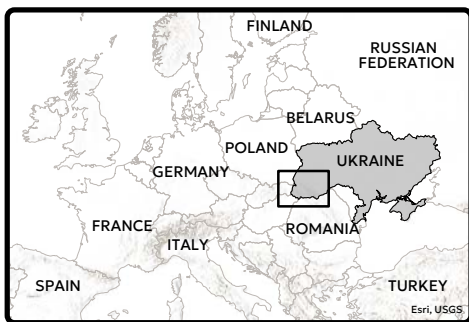 FINLAND
RUSSIAN
FEDERATION
BELARUS
POLAND
UKRAINE
GERMANY
FRANCE
ROMANIA
ITALY
SPAIN
TURKEY
Esri, USGS